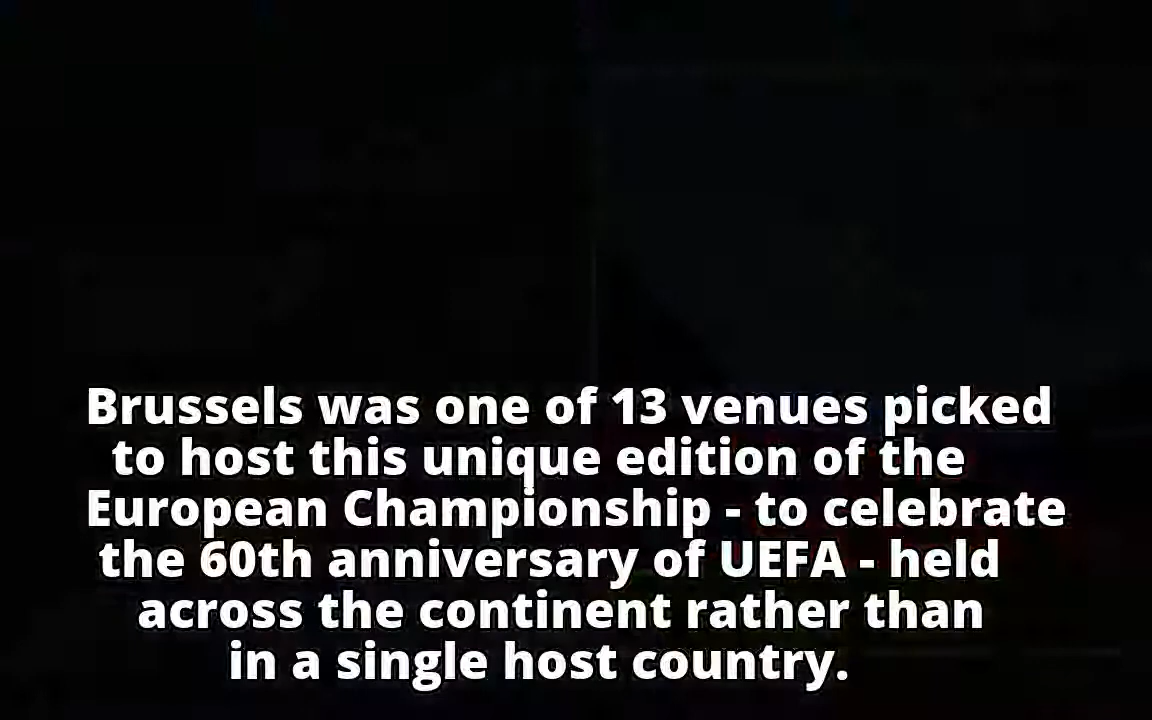 Brussels was one of 13 venues picked
to host this unique edition of the
European Championship - to celebrate
the 60th anniversary of UEFA - held
across the continent rather than
in a single host country.